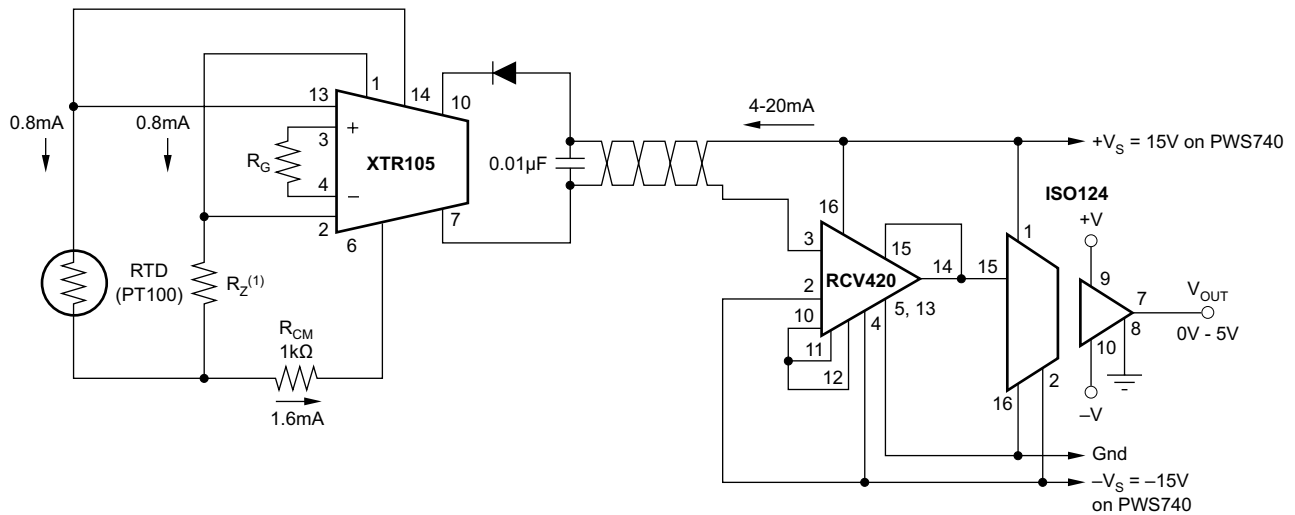 0.8mA
0.8mA
13
1
14
10
3
+
R_G
XTR105
4
–
2
6
7
RTD
(PT100)
R_Z^(1)
R_CM
1kΩ
1.6mA
0.01µF
4-20mA
+V_S = 15V on PWS740
ISO124
16
3
15
RCV420
14
15
2
10
11
12
4
5, 13
1
+V
9
7
8
10
–V
V_OUT
0V - 5V
16
2
Gnd
–V_S = –15V
on PWS740